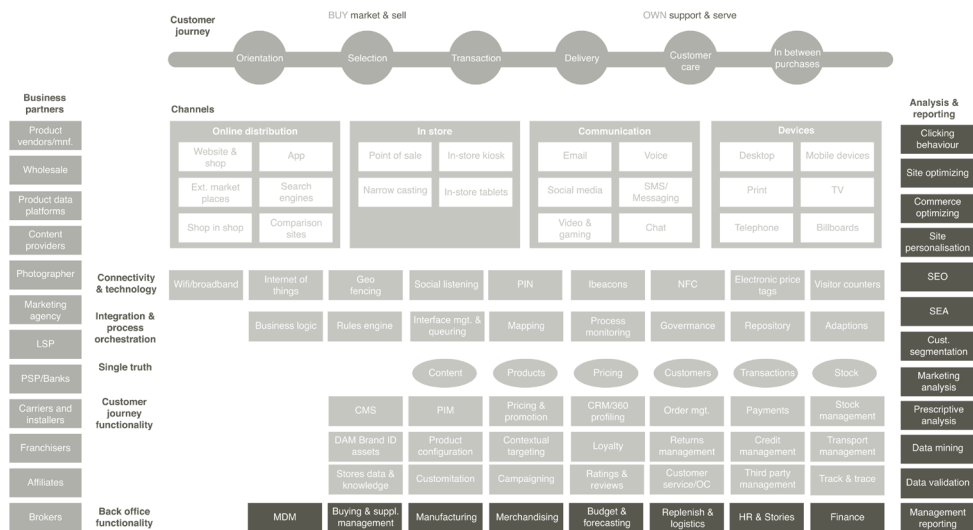 Customer
journey
BUY market & sell
OWN support & serve
Orientation
Selection
Transaction
Delivery
Customer
care
In between
purchases
Business
partners
Product
vendors/mnf.
Wholesale
Product data
platforms
Content
providers
Photographer
Marketing
agency
LSP
PSP/Banks
Carriers and
installers
Franchisers
Affiliates
Brokers
Channels
Online distribution
Website &
shop
App
Ext. market
places
Search
engines
Shop in shop
Comparison
sites
In store
Point of sale
In-store kiosk
Narrow casting
In-store tablets
Communication
Email
Voice
Social media
SMS/
Messaging
Video &
gaming
Chat
Devices
Desktop
Mobile devices
Print
TV
Telephone
Billboards
Connectivity
& technology
Wifi/broadband
Internet of
things
Geo
fencing
Social listening
PIN
Ibeacons
NFC
Electronic price
tags
Visitor counters
Integration &
process
orchestration
Business logic
Rules engine
Interface mgt. &
queuring
Mapping
Process
monitoring
Governance
Repository
Adaptions
Single truth
Content
Products
Pricing
Customers
Transactions
Stock
Customer
journey
functionality
CMS
PIM
Pricing &
promotion
CRM/360
profiling
Order mgt.
Payments
Stock
management
DAM Brand ID
assets
Product
configuration
Contextual
targeting
Loyalty
Returns
management
Credit
management
Transport
management
Stores data &
knowledge
Customitation
Campaigning
Ratings &
reviews
Customer
service/OC
Third party
management
Track & trace
Back office
functionality
MDM
Buying & suppl.
management
Manufacturing
Merchandising
Budget &
forecasting
Replenish &
logistics
HR & Stories
Finance
Analysis &
reporting
Clicking
behaviour
Site optimizing
Commerce
optimizing
Site
personalisation
SEO
SEA
Cust.
segmentation
Marketing
analysis
Prescriptive
analysis
Data mining
Data validation
Management
reporting